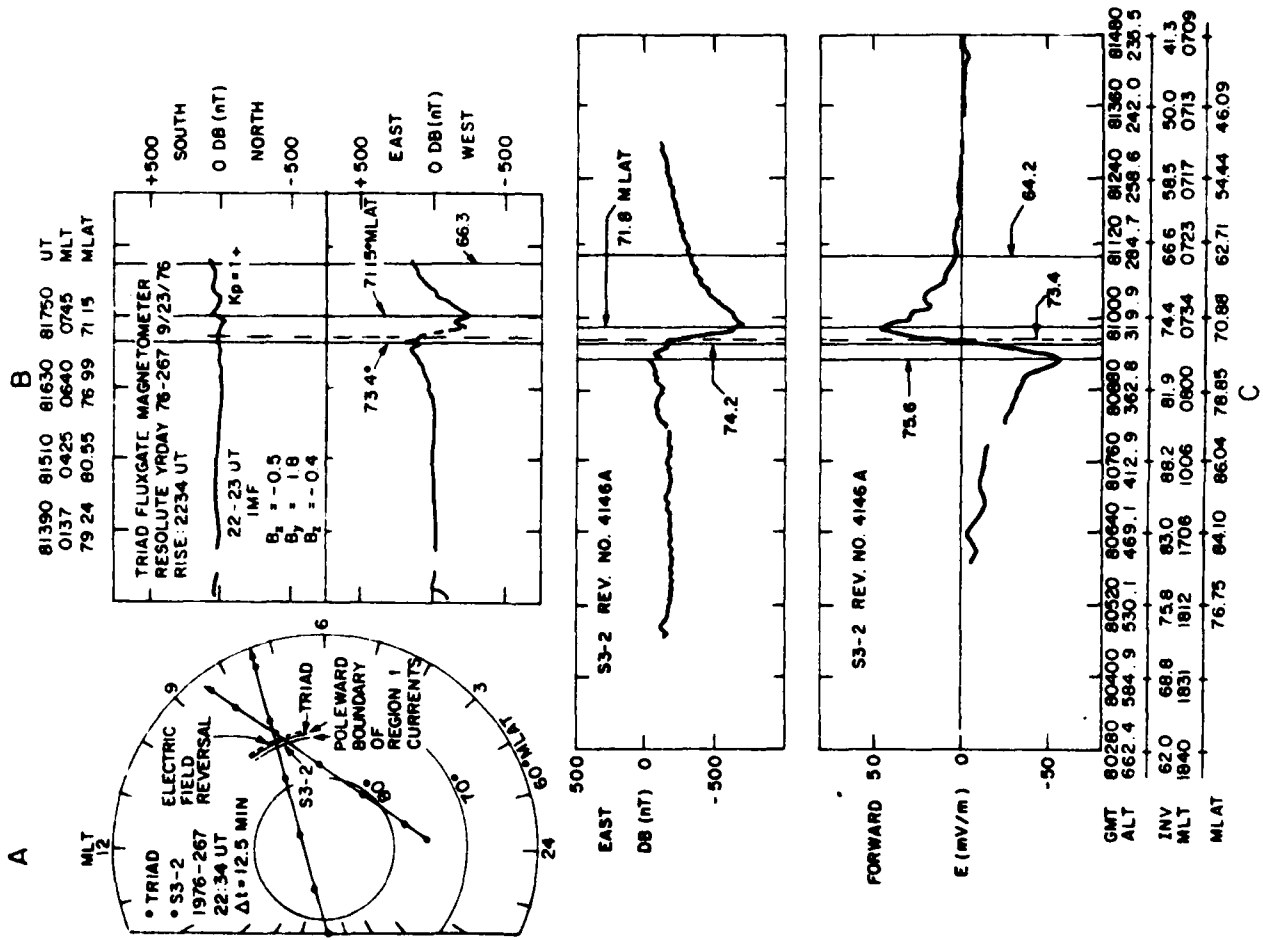 A
MLT 12
9
6
3
24
• TRIAD
• S3-2
1976-267
22:34 UT
Δt = 12.5 MIN
ELECTRIC
FIELD
REVERSAL
S3-2
TRIAD
POLEWARD
BOUNDARY
OF
REGION 1
CURRENTS
80°
70°
60° MLAT
B
81390 81510 81630 81750 UT
0137 0425 0640 0745 MLT
79 24 80.55 76 99 71 15 MLAT
TRIAD FLUXGATE MAGNETOMETER
RESOLUTE YRDAY 76-267 9/23/76
RISE: 2234 UT
Kp = 1+
22-23 UT
IMF
= -0.5
By = 1.8
= -0.4
73 4°
71 15° MLAT
66.3
+500
SOUTH
0 DB (nT)
NORTH
-500
+500
EAST
0 DB (nT)
WEST
-500
500
EAST
0
DB (nT)
-500
S3-2 REV. NO. 4146A
71.8 MLAT
74.2
FORWARD
50
E (mV/m)
0
-50
S3-2 REV. NO. 4146A
75.6
73.4
64.2
GMT 80280 80400 80520 80640 80760 80880 81000 81120 81240 81360 81480
ALT 662.4 584.9 530.1 469.1 412.9 362.8 319.9 284.7 258.6 242.0 235.5
INV 62.0 68.8 75.8 83.0 88.2 81.9 74.4 66.6 58.5 50.0 41.3
MLT 1840 1831 1812 1706 1006 0800 0734 0723 0717 0713 0709
MLAT 76.75 84.10 86.04 78.85 70.88 62.71 54.44 46.09
C